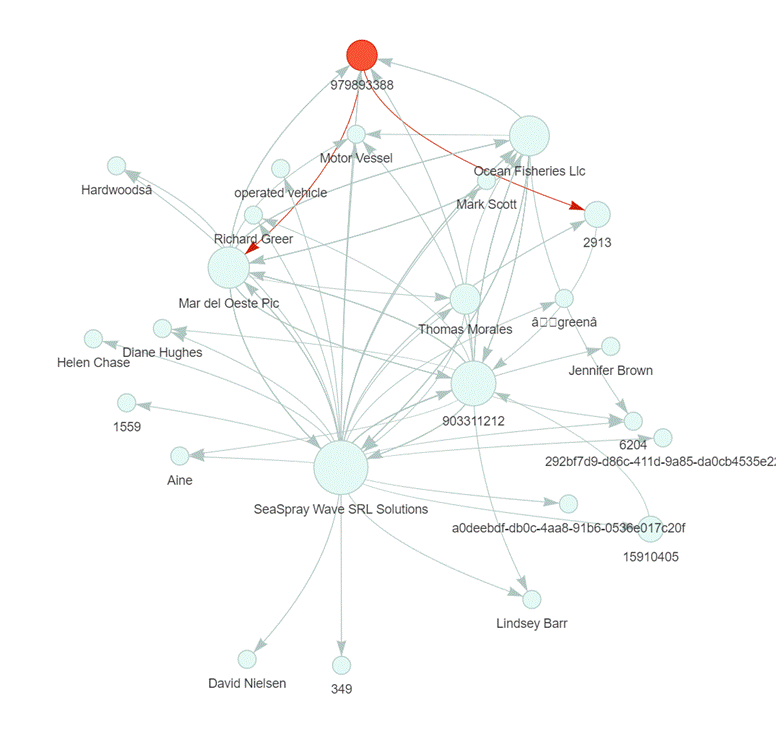 979893388
Motor Vessel
Ocean Fisheries Llc
Hardwoodsâ
operated vehicle
Mark Scott
Richard Greer
2913
Mar del Oeste Plc
Thomas Morales
â□□greenâ
Helen Chase
Diane Hughes
Jennifer Brown
1559
903311212
6204
292bf7d9-d86c-411d-9a85-da0cb4535e22
Aine
SeaSpray Wave SRL Solutions
a0deebdf-db0c-4aa8-91b6-0536e017c20f
15910405
Lindsey Barr
David Nielsen
349